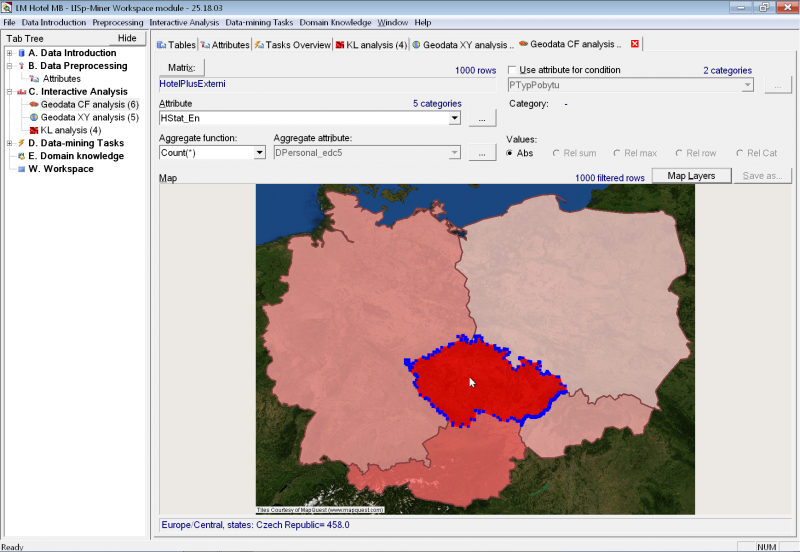 LM Hotel MB - LISp-Miner Workspace module - 25.18.03
File Data Introduction Preprocessing Interactive Analysis Data-mining Tasks Domain Knowledge Window Help
Tab Tree Hide
A. Data Introduction
B. Data Preprocessing
Attributes
C. Interactive Analysis
Geodata CF analysis (6)
Geodata XY analysis (5)
KL analysis (4)
D. Data-mining Tasks
E. Domain knowledge
W. Workspace
Tables Attributes Tasks Overview KL analysis (4) Geodata XY analysis .. Geodata CF analysis ..
Matrix: 1000 rows
HotelPlusExterni
Use attribute for condition 2 categories
PTypPobytu ...
Attribute 5 categories
HStat_En ...
Category: -
Aggregate function: Aggregate attribute:
Count(*) DPersonal_edc5 ...
Values:
Abs Rel sum Rel max Rel row Rel Cat
Map 1000 filtered rows Map Layers Save as...
Tiles Courtesy of MapQuest (www.mapquest.com)
Europe/Central, states: Czech Republic= 458.0
Ready NUM